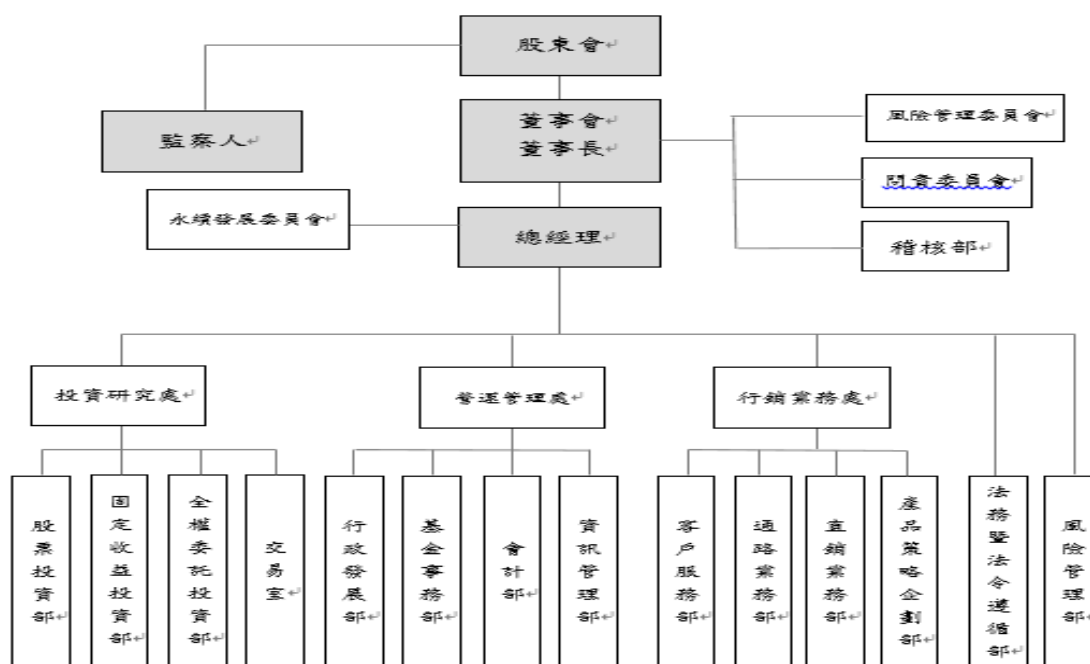 股東會
董事會
董事長
監察人
風險管理委員會
問責委員會
永續發展委員會
總經理
稽核部
投資研究處
營運管理處
行銷業務處
股票投資部
固定收益投資部
全權委託投資部
交易室
行政發展部
基金事務部
會計部
資訊管理部
客戶服務部
通路業務部
直銷業務部
產品策略企劃部
法務暨法令遵循部
風險管理部